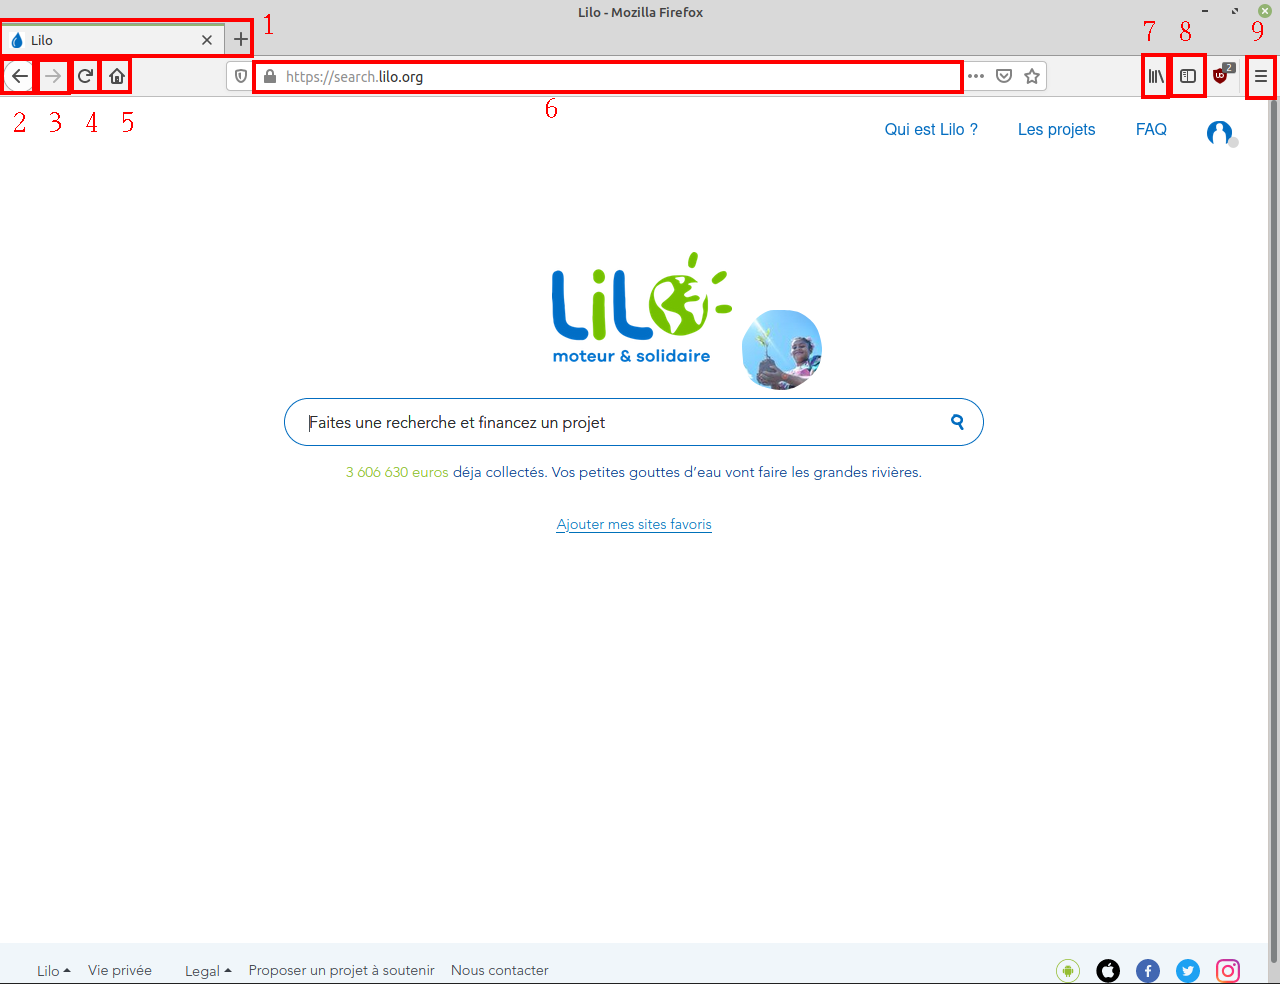 Lilo - Mozilla Firefox
Lilo
1
7 8 9
https://search.lilo.org
2
2 3 4 5
6
Qui est Lilo ? Les projets FAQ
LiLO
moteur & solidaire
Faites une recherche et financez un projet
3 606 630 euros déja collectés. Vos petites gouttes d’eau vont faire les grandes rivières.
Ajouter mes sites favoris
Lilo Vie privée Legal Proposer un projet à soutenir Nous contacter